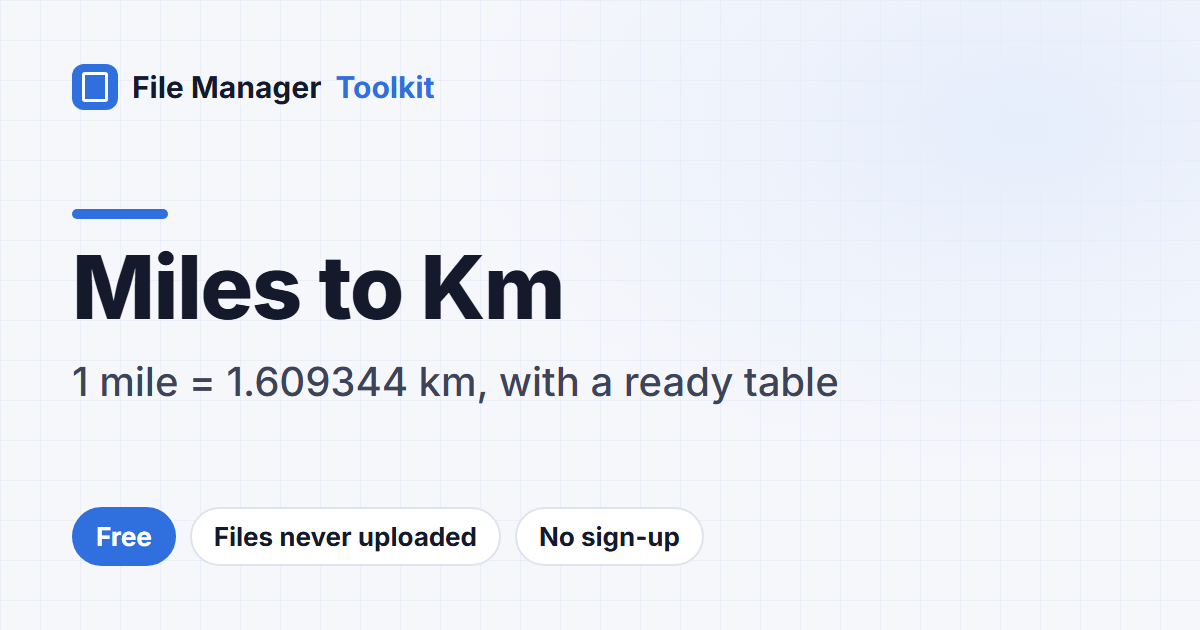 File Manager Toolkit
Miles to Km
1 mile = 1.609344 km, with a ready table
Free
Files never uploaded
No sign-up